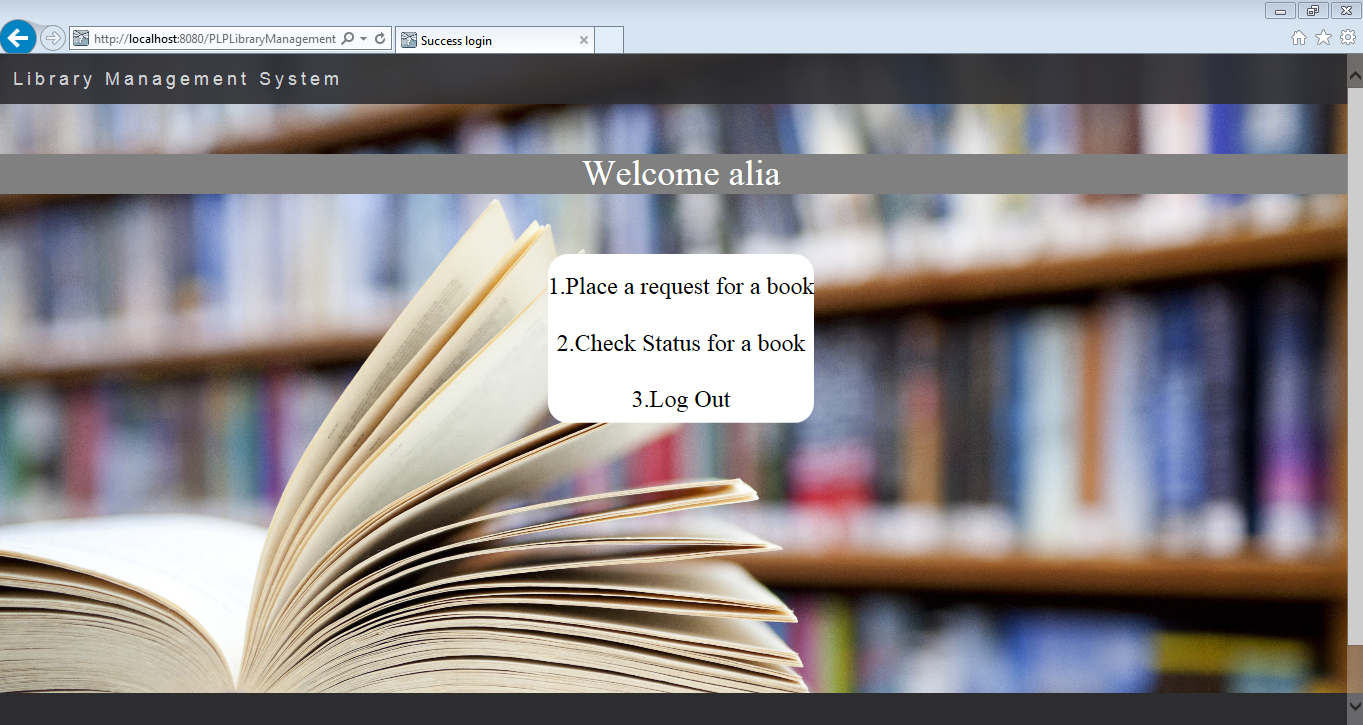 http://localhost:8080/PLPLibraryManagement
Success login
Library Management System
Welcome alia
1.Place a request for a book
2.Check Status for a book
3.Log Out